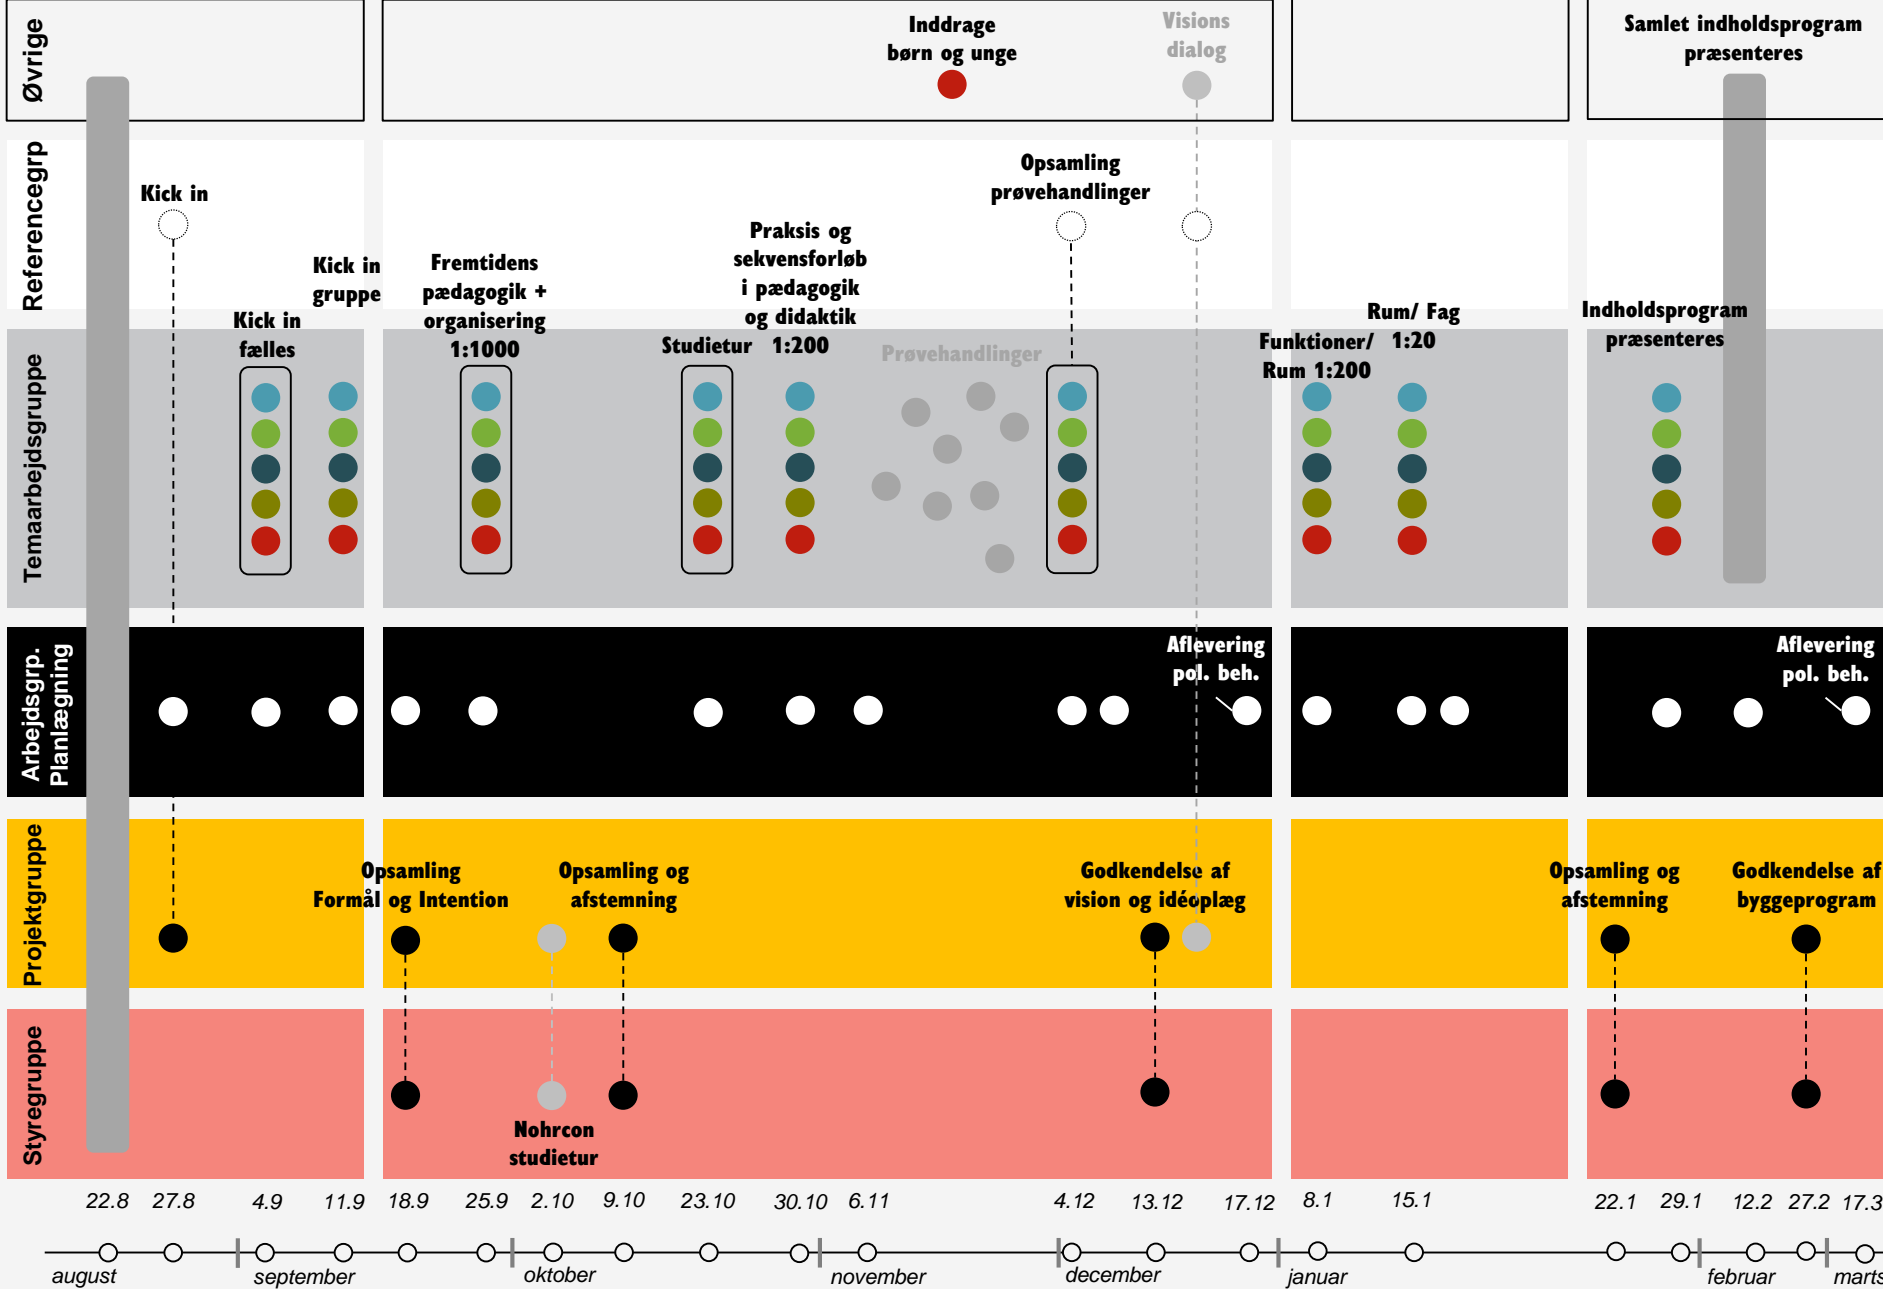 Øvrige
Inddrage
børn og unge
Visions
dialog
Samlet indholdsprogram
præsenteres
Referencegrp
Kick in
Opsamling
prøvehandlinger
Kick in
gruppe
Kick in
fælles
Fremtidens
pædagogik +
organisering
1:1000
Studietur
Praksis og
sekvensforløb
i pædagogik
og didaktik
1:200
Prøvehandlinger
Funktioner/
Rum 1:200
Rum/ Fag
1:20
Indholdsprogram
præsenteres
Temaarbejdsgruppe
Arbejdsgrp.
Planlægning
Aflevering
pol. beh.
Aflevering
pol. beh.
Projektgruppe
Opsamling
Formål og Intention
Opsamling og
afstemning
Godkendelse af
vision og idéoplæg
Opsamling og
afstemning
Godkendelse af
byggeprogram
Styregruppe
Nohrcon
studietur
22.8 27.8 4.9 11.9 18.9 25.9 2.10 9.10 23.10 30.10 6.11 4.12 13.12 17.12 8.1 15.1 22.1 29.1 12.2 27.2 17.3
august september oktober november december januar februar marts